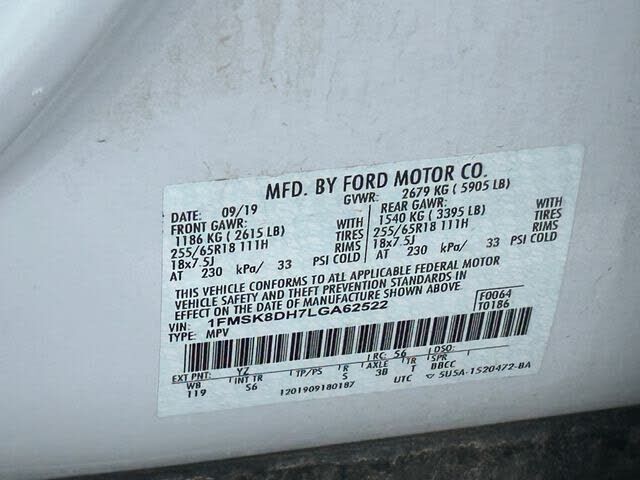 MFD. BY FORD MOTOR CO.
DATE: 09/19 GVWR: 2679 KG ( 5905 LB)
FRONT GAWR: WITH REAR GAWR: WITH
1186 KG ( 2615 LB) TIRES 1540 KG ( 3395 LB) TIRES
255/65R18 111H RIMS 255/65R18 111H RIMS
18x7.5J PSI COLD 18x7.5J PSI COLD
AT 230 kPa/ 33 AT 230 kPa/ 33
THIS VEHICLE CONFORMS TO ALL APPLICABLE FEDERAL MOTOR
VEHICLE SAFETY AND THEFT PREVENTION STANDARDS IN
EFFECT ON THE DATE OF MANUFACTURE SHOWN ABOVE.
VIN: 1FMSK8DH7LGA62522 F0064
TYPE: MPV T0186
EXT PNT: YZ RC: 56 DSO:
WB INT TR TP/PS R AXLE TR SPR
119 S6 S 3B T BBCC
1201909180187 UTC ▽ 5USA-1520472-BA